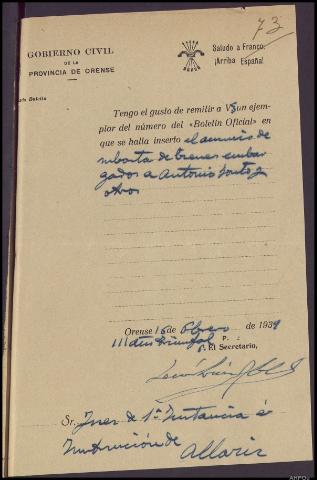 73
GOBIERNO CIVIL
DE LA
PROVINCIA DE ORENSE
Saludo a Franco:
¡Arriba España!
Tengo el gusto de remitir a VS un ejem-
plar del número del «Boletín Oficial» en
que se halla inserto el anuncio de
subasta de bienes embar
gados a Antonio Souto y
otros
Orense 16 de febrero de 1939
III año triunfal
El Secretario,
Sr. Juez de 1ª Instancia é
Instrucción de
Allariz